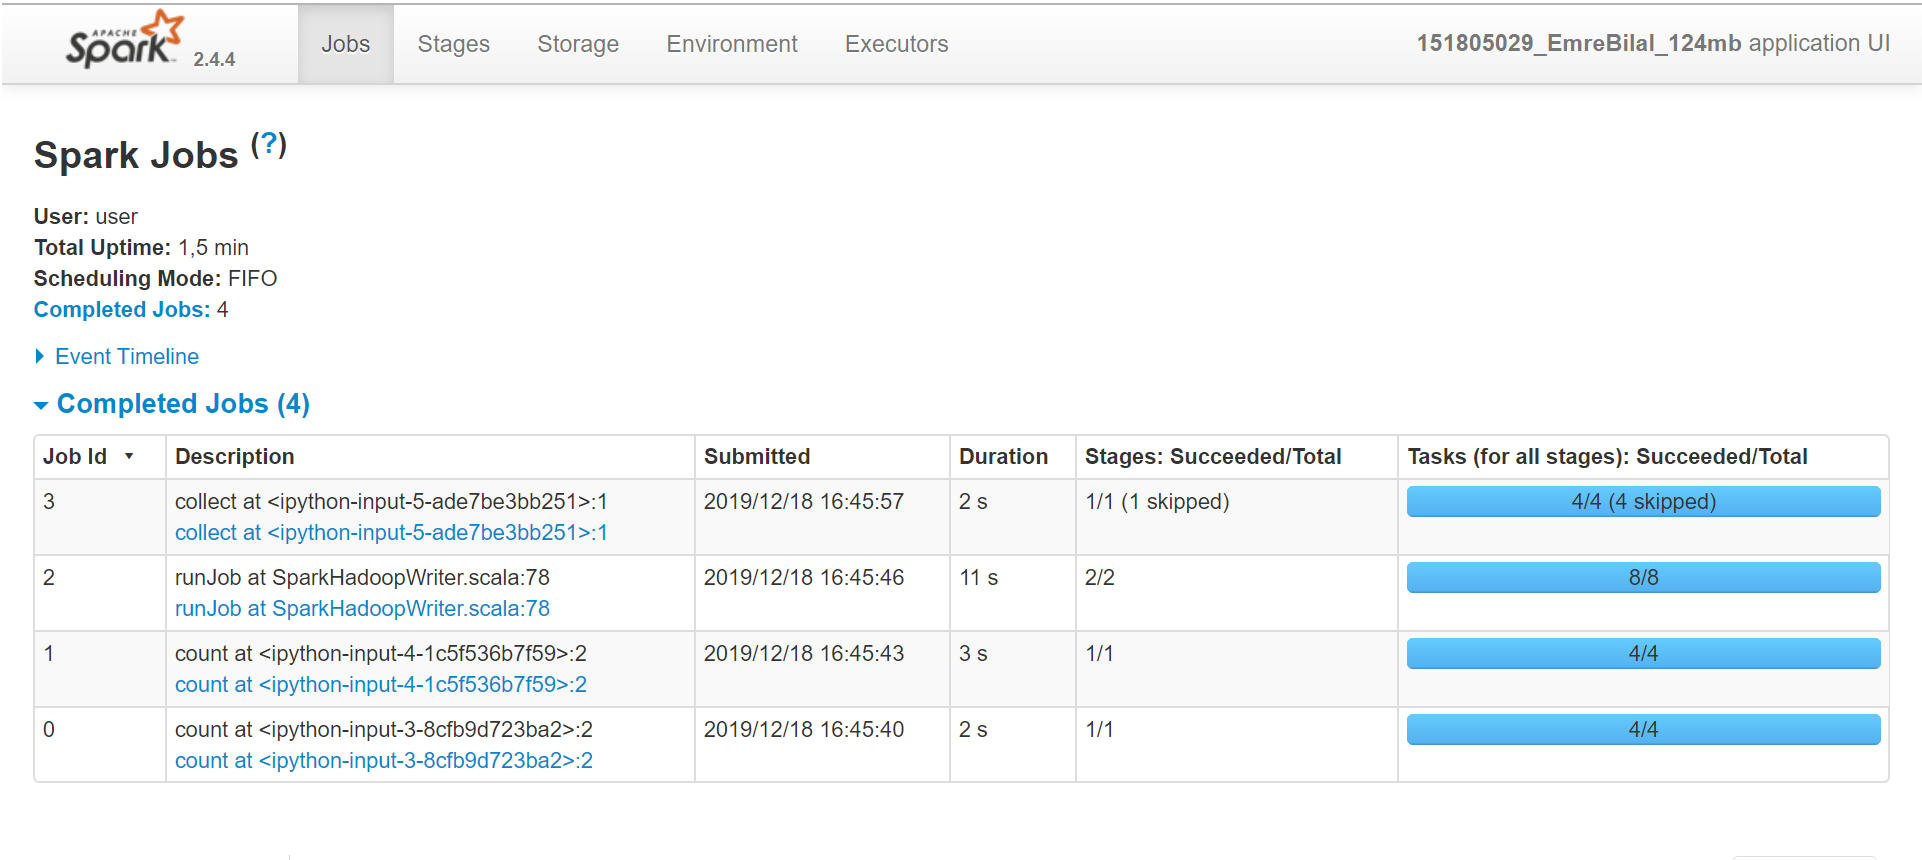 APACHE
Spark 2.4.4 Jobs Stages Storage Environment Executors 151805029_EmreBilal_124mb application UI
Spark Jobs (?)
User: user
Total Uptime: 1,5 min
Scheduling Mode: FIFO
Completed Jobs: 4
Event Timeline
Completed Jobs (4)
Job Id Description Submitted Duration Stages: Succeeded/Total Tasks (for all stages): Succeeded/Total
3 collect at <ipython-input-5-ade7be3bb251>:1 2019/12/18 16:45:57 2 s 1/1 (1 skipped) 4/4 (4 skipped)
collect at <ipython-input-5-ade7be3bb251>:1
2 runJob at SparkHadoopWriter.scala:78 2019/12/18 16:45:46 11 s 2/2 8/8
runJob at SparkHadoopWriter.scala:78
1 count at <ipython-input-4-1c5f536b7f59>:2 2019/12/18 16:45:43 3 s 1/1 4/4
count at <ipython-input-4-1c5f536b7f59>:2
0 count at <ipython-input-3-8cfb9d723ba2>:2 2019/12/18 16:45:40 2 s 1/1 4/4
count at <ipython-input-3-8cfb9d723ba2>:2